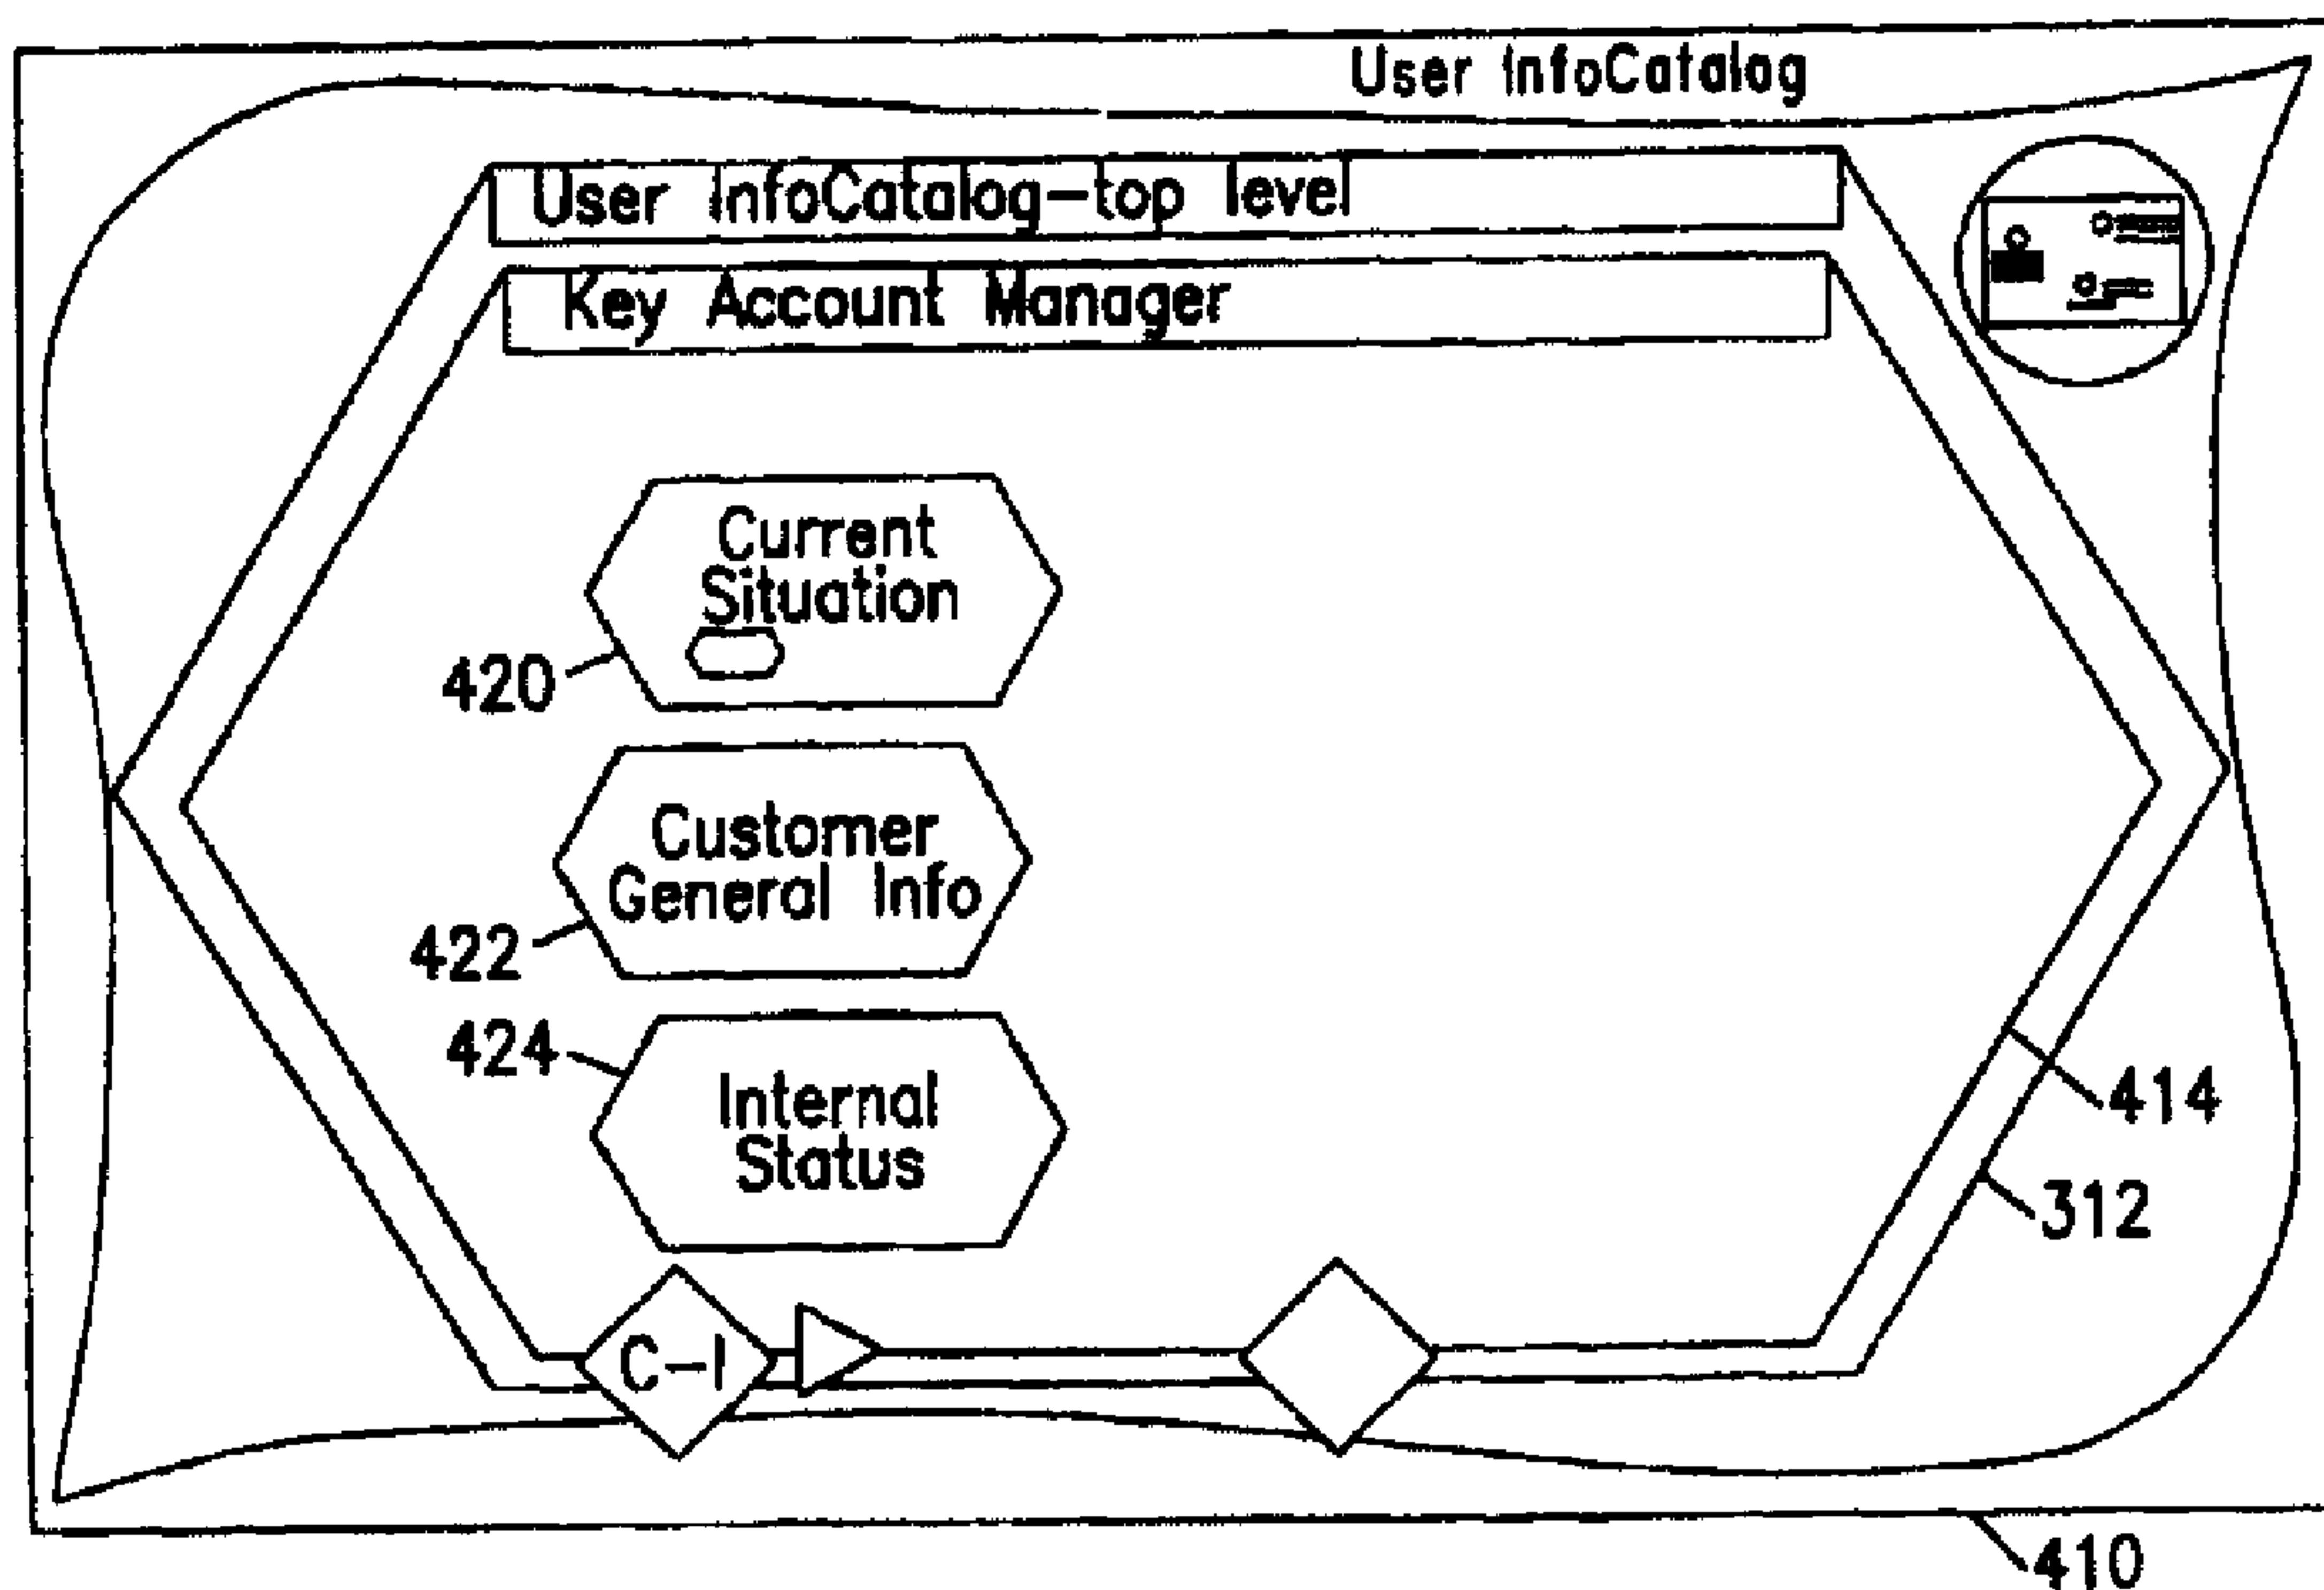 User InfoCatalog
User InfoCatalog-top level
Key Account Manager
Current
Situation
420
Customer
General Info
422
424
Internal
Status
414
312
C-I
410